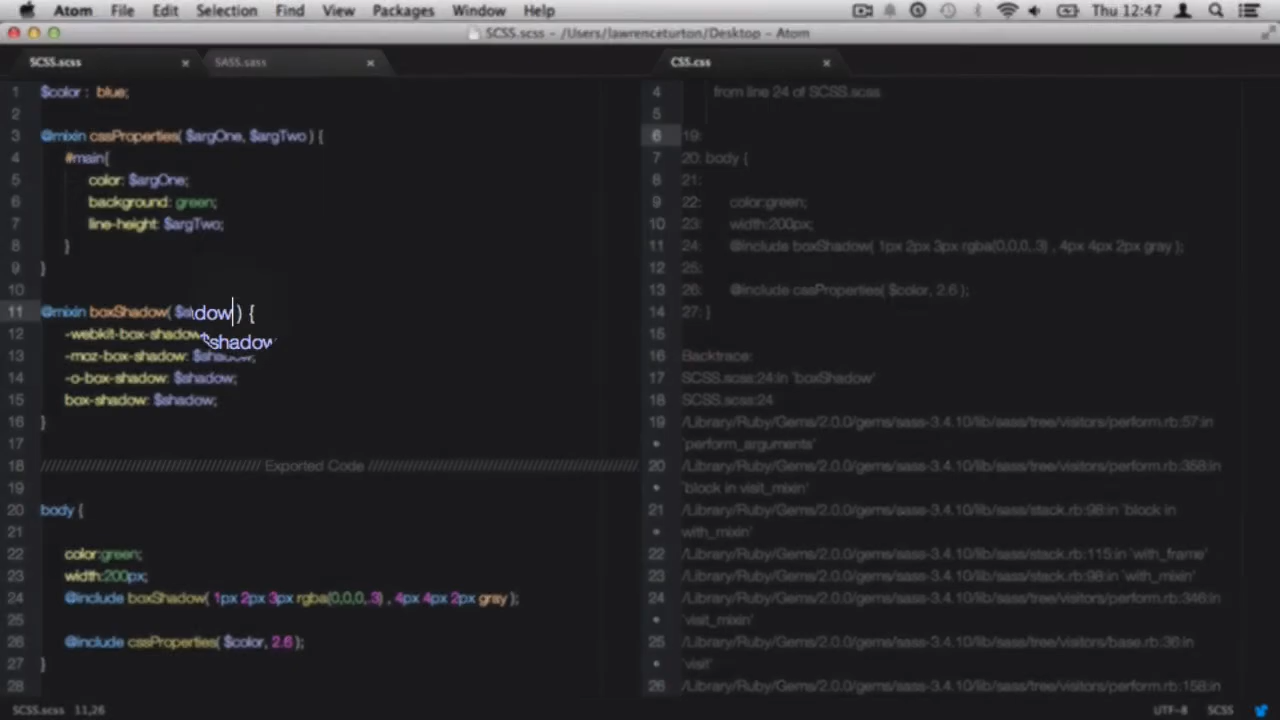 Atom File Edit Selection Find View Packages Window Help Thu 12:47
SCSS.scss - /Users/lawrenceturton/Desktop - Atom
SCSS.scss SASS.sass CSS.css
1 $color : blue;
2
3 @mixin cssProperties( $argOne, $argTwo ) {
4 #main{
5 color: $argOne;
6 background: green;
7 line-height: $argTwo;
8 }
9 }
10
11 @mixin boxShadow( $shadow ) {
12 -webkit-box-shadow: $shadow
13 -moz-box-shadow: $shadow;
14 -o-box-shadow: $shadow;
15 box-shadow: $shadow;
16 }
17
18 //////////////////////////////////////// Exported Code ////////////////////////////////////////////////
19
20 body {
21
22 color:green;
23 width:200px;
24 @include boxShadow( 1px 2px 3px rgba(0,0,0,.3) , 4px 4px 2px gray );
25
26 @include cssProperties( $color, 2.6 );
27 }
28
4 from line 24 of SCSS.scss
5
6 19:
7 20: body {
8 21:
9 22: color:green;
10 23: width:200px;
11 24: @include boxShadow( 1px 2px 3px rgba(0,0,0,.3) , 4px 4px 2px gray );
12 25:
13 26: @include cssProperties( $color, 2.6 );
14 27: }
15
16 Backtrace:
17 SCSS.scss:24:in `boxShadow'
18 SCSS.scss:24
19 /Library/Ruby/Gems/2.0.0/gems/sass-3.4.10/lib/sass/tree/visitors/perform.rb:57:in
• `perform_arguments'
20 /Library/Ruby/Gems/2.0.0/gems/sass-3.4.10/lib/sass/tree/visitors/perform.rb:358:in
• `block in visit_mixin'
21 /Library/Ruby/Gems/2.0.0/gems/sass-3.4.10/lib/sass/stack.rb:98:in `block in
• with_mixin'
22 /Library/Ruby/Gems/2.0.0/gems/sass-3.4.10/lib/sass/stack.rb:115:in `with_frame'
23 /Library/Ruby/Gems/2.0.0/gems/sass-3.4.10/lib/sass/stack.rb:98:in `with_mixin'
24 /Library/Ruby/Gems/2.0.0/gems/sass-3.4.10/lib/sass/tree/visitors/perform.rb:346:in
• `visit_mixin'
25 /Library/Ruby/Gems/2.0.0/gems/sass-3.4.10/lib/sass/tree/visitors/base.rb:36:in
• `visit'
26 /Library/Ruby/Gems/2.0.0/gems/sass-3.4.10/lib/sass/tree/visitors/perform.rb:158:in
SCSS.scss 11,26 UTF-8 SCSS